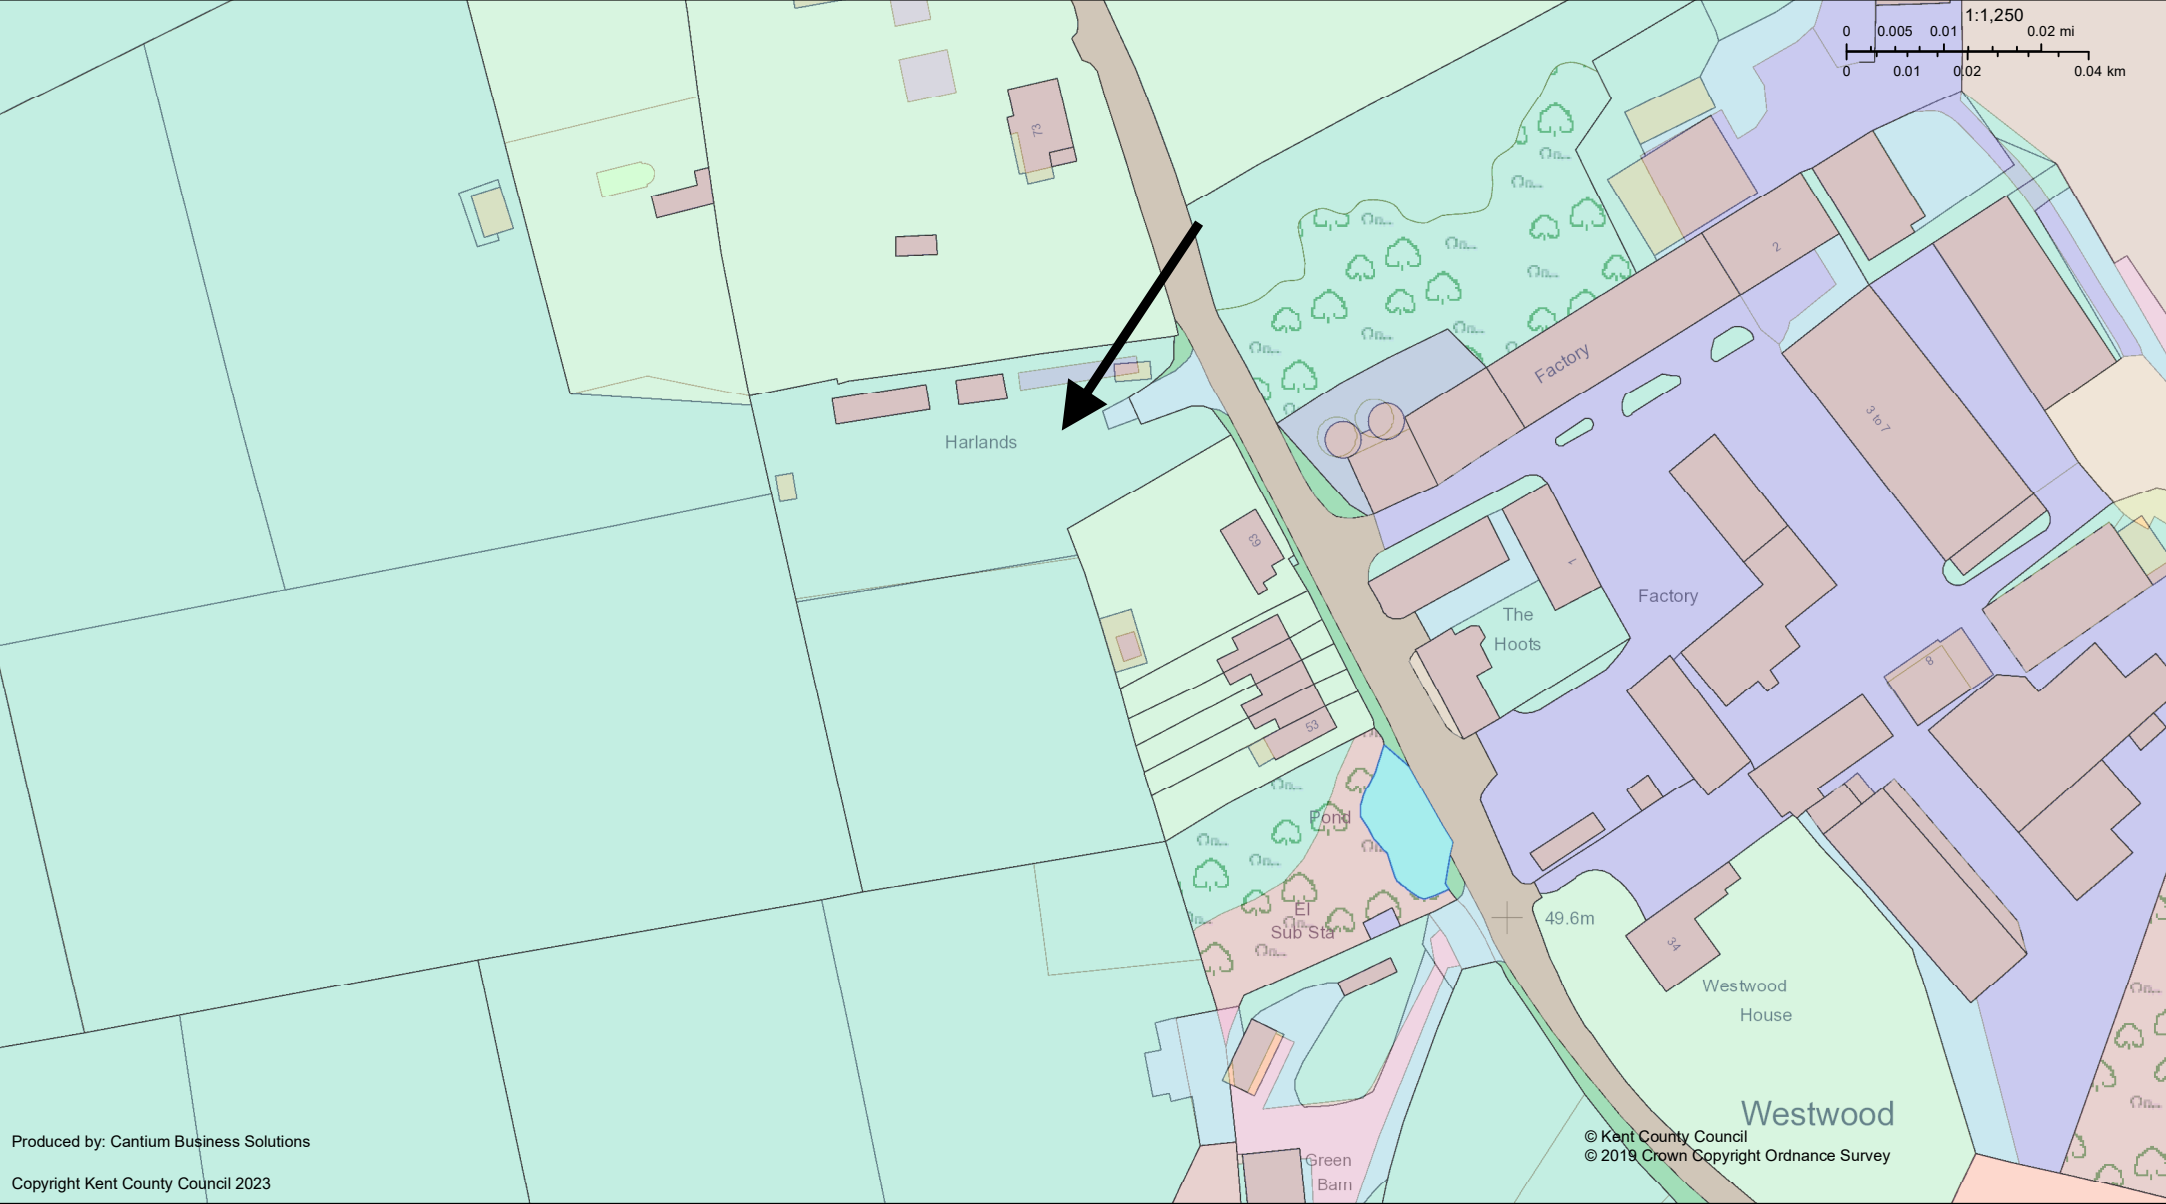 1:1,250
0 0.005 0.01 0.02 mi
0 0.01 0.02 0.04 km
73
2
Factory
3 to 7
Harlands
63
1
Factory
The
Hoots
8
53
Pond
El
Sub Sta
49.6m
34
Westwood
House
Westwood
Green
Barn
Produced by: Cantium Business Solutions
Copyright Kent County Council 2023
© Kent County Council
© 2019 Crown Copyright Ordnance Survey